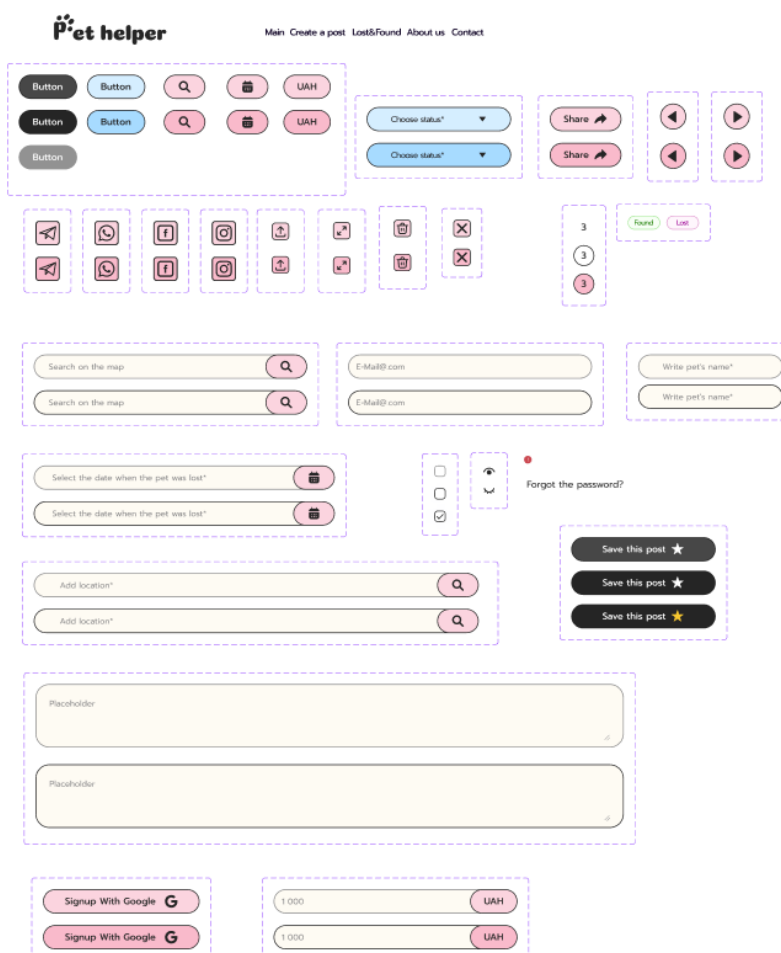 Pet helper
Main Create a post Lost&Found About us Contact
Button Button UAH
Button Button UAH
Button
Choose status* Share
Choose status* Share
3
3
3
Found Lost
Search on the map E-Mail@.com Write pet's name*
Search on the map E-Mail@.com Write pet's name*
Select the date when the pet was lost*
Select the date when the pet was lost*
Forgot the password?
Save this post
Save this post
Save this post
Add location*
Add location*
Placeholder
Placeholder
Signup With Google G 1 000 UAH
Signup With Google G 1 000 UAH